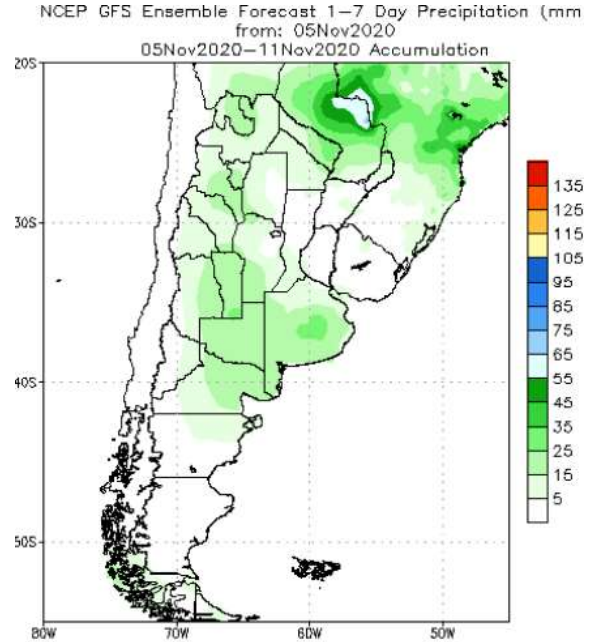 NCEP GFS Ensemble Forecast 1–7 Day Precipitation (mm
from: 05Nov2020
05Nov2020–11Nov2020 Accumulation
20S
30S
40S
50S
80W
70W
60W
50W
135
125
115
105
95
85
75
65
55
45
35
25
15
5